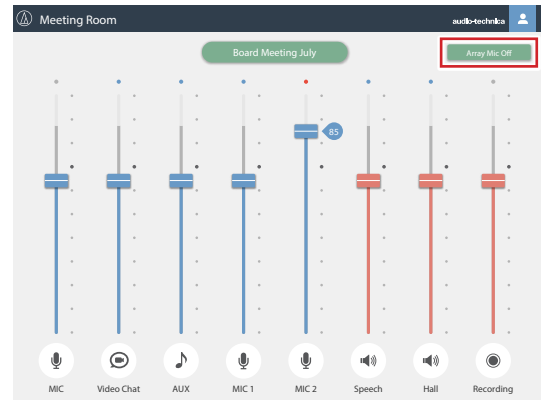 Meeting Room
audio-technica
Board Meeting July
Array Mic Off
85
MIC
Video Chat
AUX
MIC 1
MIC 2
Speech
Hall
Recording